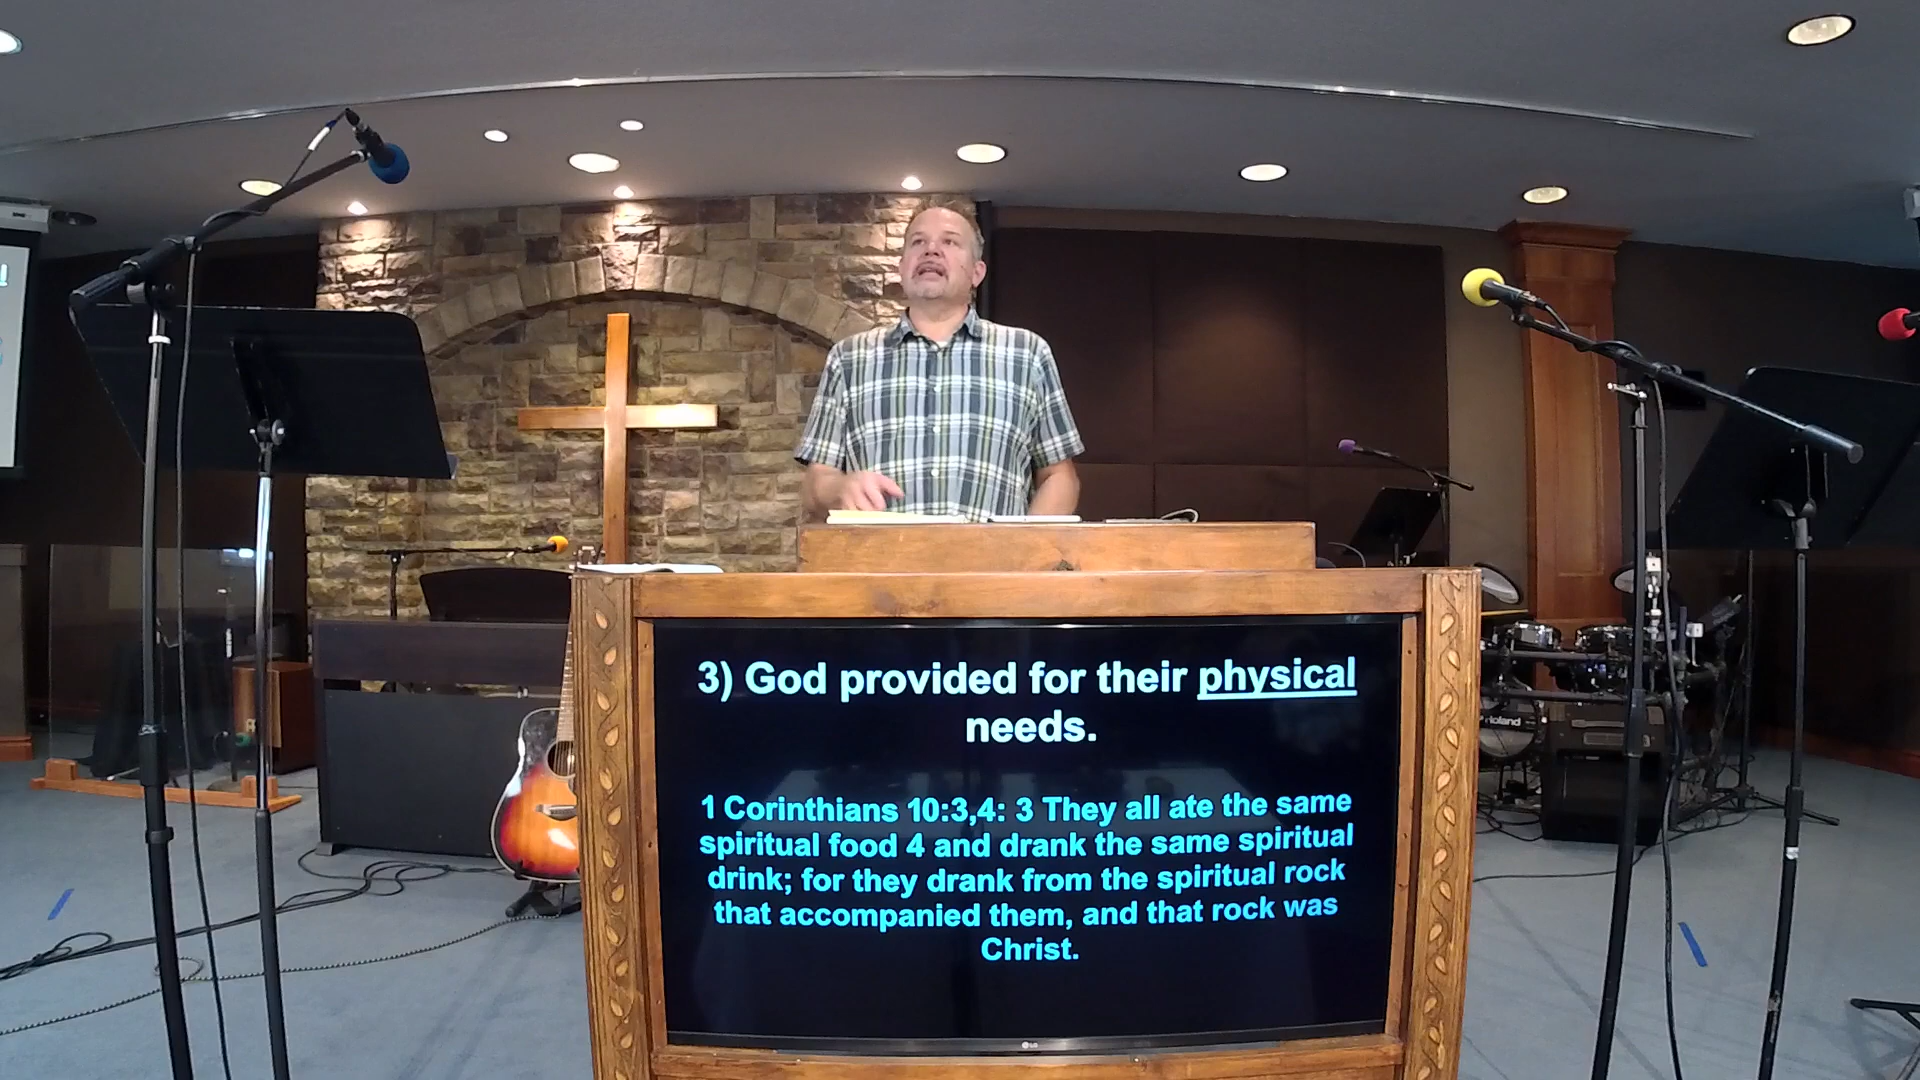 3) God provided for their physical
needs.
1 Corinthians 10:3,4: 3 They all ate the same
spiritual food 4 and drank the same spiritual
drink; for they drank from the spiritual rock
that accompanied them, and that rock was
Christ.
LG
Roland